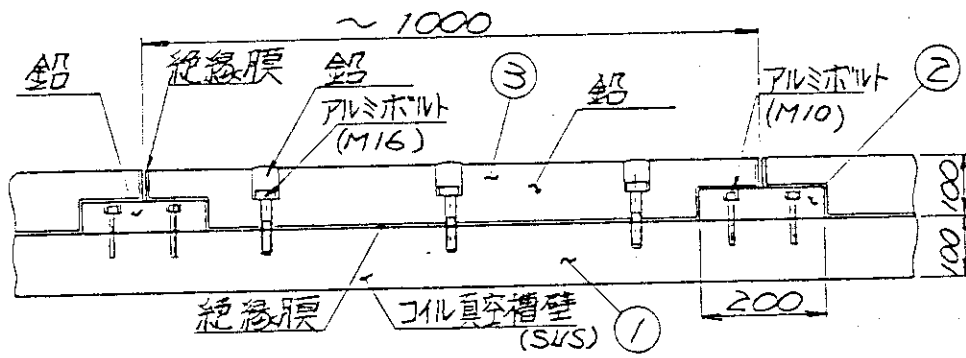 ~1000
鉛
絶縁膜
鉛
アルミボルト
(M16)
③
鉛
アルミボルト
(M10)
②
100
100
200
絶縁膜
コイル真空槽壁
(SUS)
①